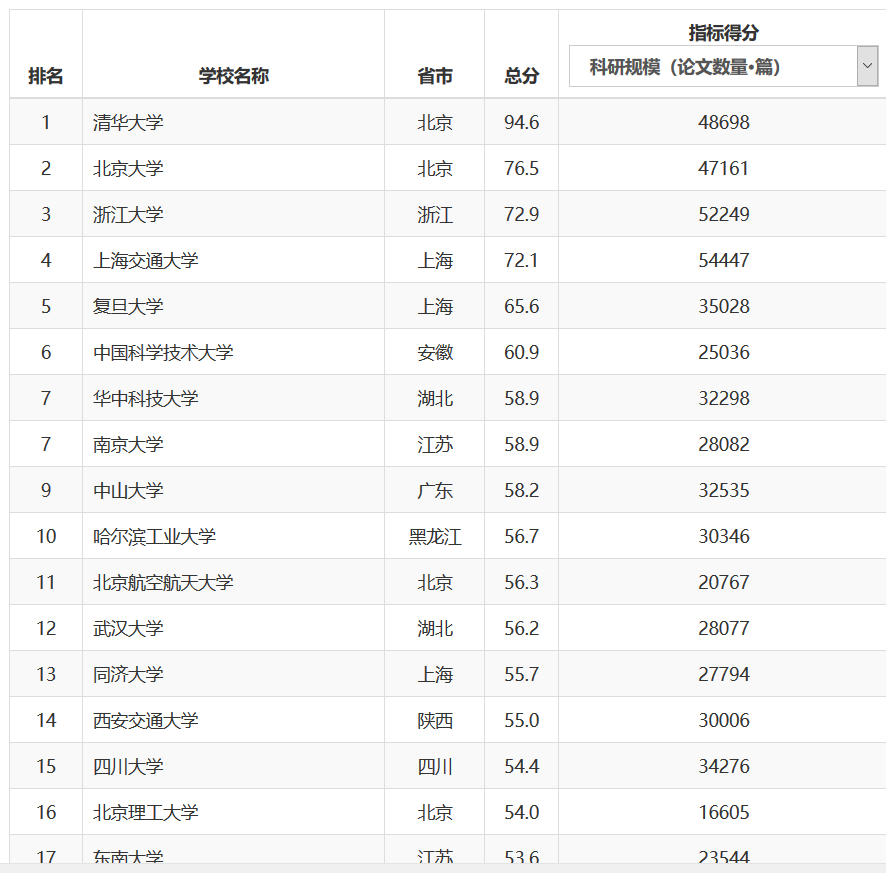 排名 学校名称 省市 总分 指标得分
科研规模（论文数量•篇）
1 清华大学 北京 94.6 48698
2 北京大学 北京 76.5 47161
3 浙江大学 浙江 72.9 52249
4 上海交通大学 上海 72.1 54447
5 复旦大学 上海 65.6 35028
6 中国科学技术大学 安徽 60.9 25036
7 华中科技大学 湖北 58.9 32298
7 南京大学 江苏 58.9 28082
9 中山大学 广东 58.2 32535
10 哈尔滨工业大学 黑龙江 56.7 30346
11 北京航空航天大学 北京 56.3 20767
12 武汉大学 湖北 56.2 28077
13 同济大学 上海 55.7 27794
14 西安交通大学 陕西 55.0 30006
15 四川大学 四川 54.4 34276
16 北京理工大学 北京 54.0 16605
17 东南大学 江苏 53.6 23544